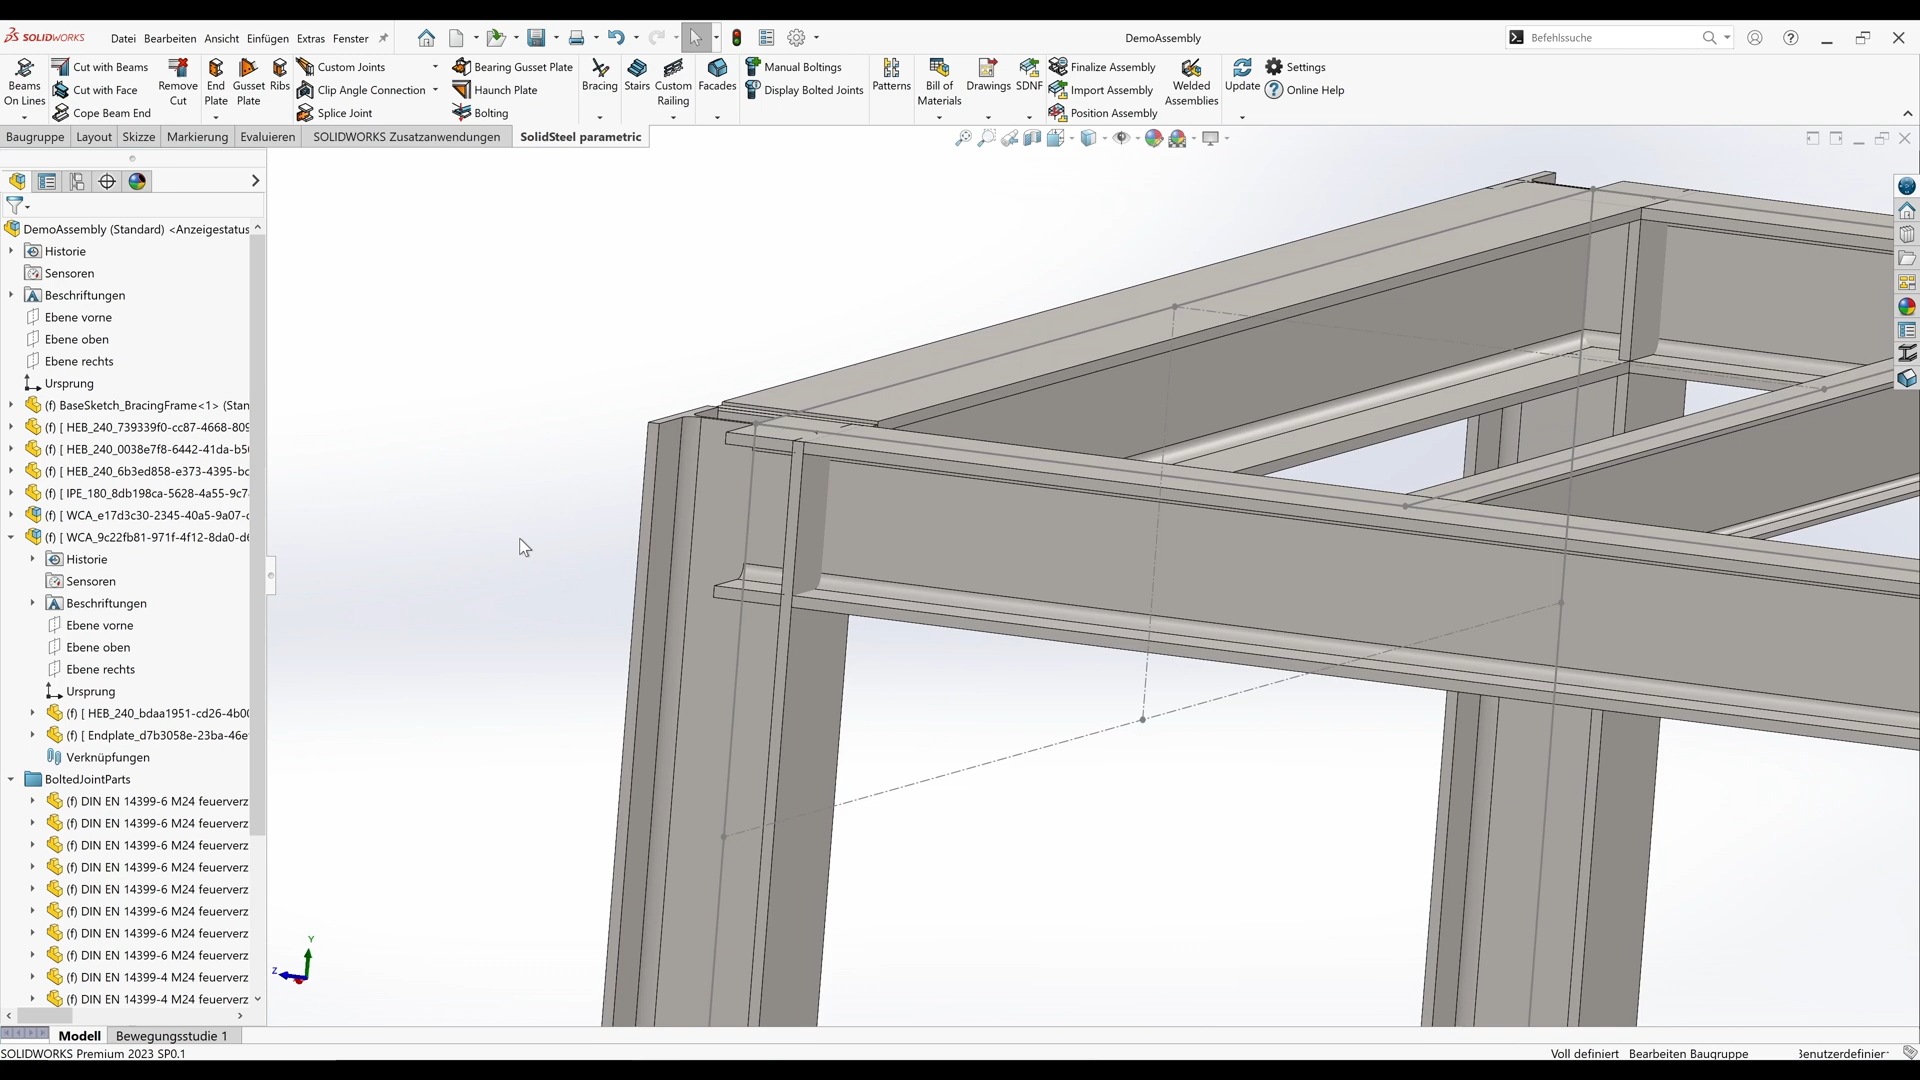 SOLIDWORKS
Datei Bearbeiten Ansicht Einfügen Extras Fenster
DemoAssembly
Befehlssuche
Beams On Lines
Cut with Beams
Cut with Face
Cope Beam End
Remove Cut
End Plate
Gusset Plate
Ribs
Custom Joints
Clip Angle Connection
Splice Joint
Bearing Gusset Plate
Haunch Plate
Bolting
Bracing
Stairs
Custom Railing
Facades
Manual Boltings
Display Bolted Joints
Patterns
Bill of Materials
Drawings
SDNF
Finalize Assembly
Import Assembly
Position Assembly
Welded Assemblies
Update
Settings
Online Help
Baugruppe Layout Skizze Markierung Evaluieren SOLIDWORKS Zusatzanwendungen SolidSteel parametric
DemoAssembly (Standard) <Anzeigestatus
Historie
Sensoren
Beschriftungen
Ebene vorne
Ebene oben
Ebene rechts
Ursprung
(f) BaseSketch_BracingFrame<1> (Stan
(f) [ HEB_240_739339f0-cc87-4668-809
(f) [ HEB_240_0038e7f8-6442-41da-b5
(f) [ HEB_240_6b3ed858-e373-4395-bc
(f) [ IPE_180_8db198ca-5628-4a55-9c7
(f) [ WCA_e17d3c30-2345-40a5-9a07-
(f) [ WCA_9c22fb81-971f-4f12-8da0-d
Historie
Sensoren
Beschriftungen
Ebene vorne
Ebene oben
Ebene rechts
Ursprung
(f) [ HEB_240_bdaa1951-cd26-4b00
(f) [ Endplate_d7b3058e-23ba-46e
Verknüpfungen
BoltedJointParts
(f) DIN EN 14399-6 M24 feuerverz
(f) DIN EN 14399-6 M24 feuerverz
(f) DIN EN 14399-6 M24 feuerverz
(f) DIN EN 14399-6 M24 feuerverz
(f) DIN EN 14399-6 M24 feuerverz
(f) DIN EN 14399-6 M24 feuerverz
(f) DIN EN 14399-6 M24 feuerverz
(f) DIN EN 14399-6 M24 feuerverz
(f) DIN EN 14399-4 M24 feuerverz
(f) DIN EN 14399-4 M24 feuerverz
Y
Z
Modell Bewegungsstudie 1
SOLIDWORKS Premium 2023 SP0.1
Voll definiert Bearbeiten Baugruppe Benutzerdefinier